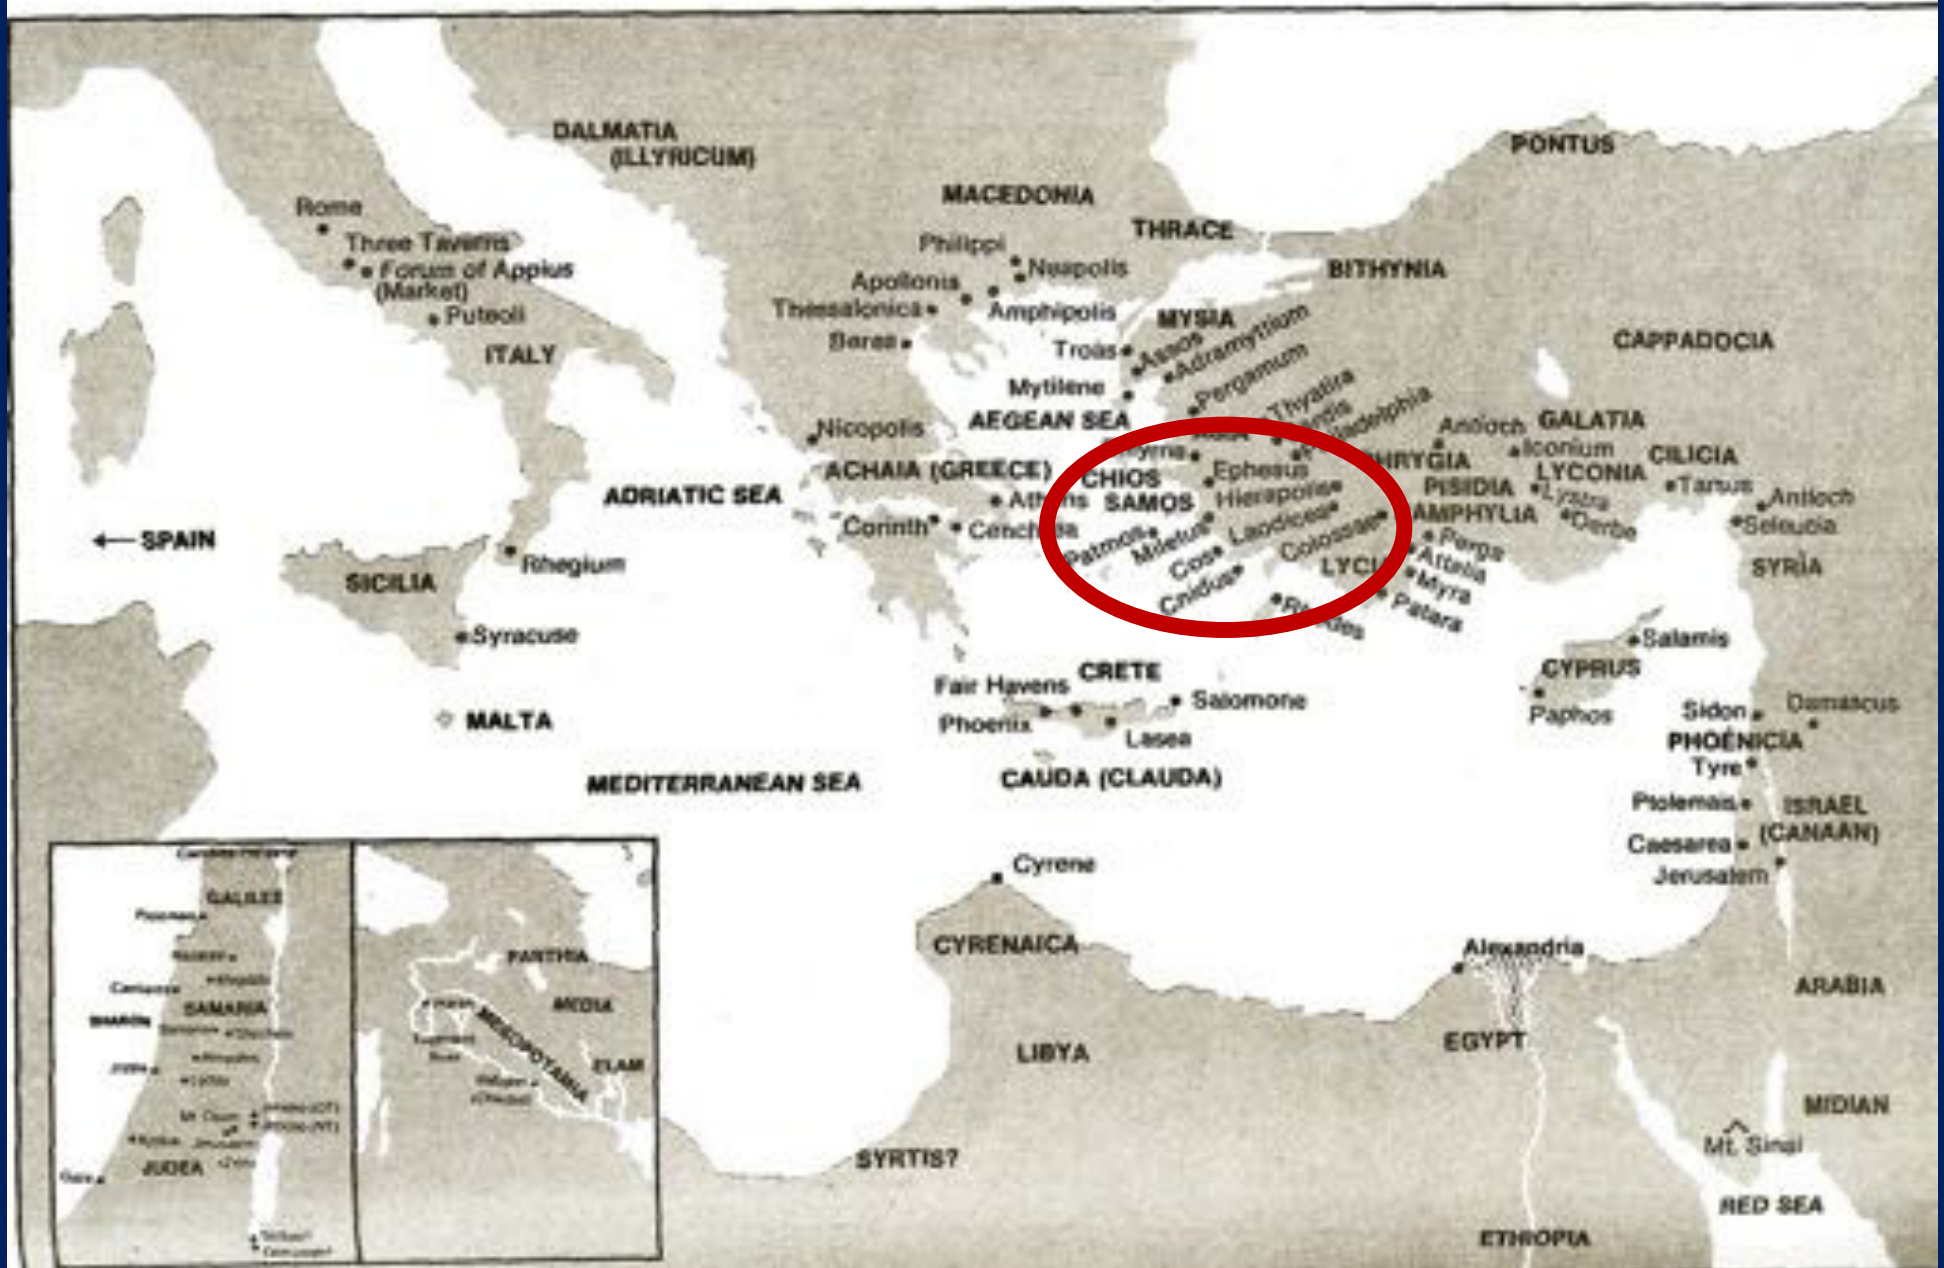 DALMATIA
(ILLYRICUM)
PONTUS
MACEDONIA
Rome
THRACE
Three Taverns
Philippi
Forum of Appius
(Market)
Neapolis
BITHYNIA
Apollonia
Thessalonica
Amphipolis
Puteoli
MYSIA
Adramyttium
ITALY
Berea
Troas
Assos
CAPPADOCIA
Mytilene
Pergamum
Thyatira
Philadelphia
AEGEAN SEA
Nicopolis
Antioch
GALATIA
Iconium
CILICIA
ACHAIA (GREECE)
CHIOS
Ephesus
LYCONIA
ADRIATIC SEA
Athens
SAMOS
Hierapolis
PISIDIA
Lystra
Tarsus
Antioch
Corinth
Patmos
Miletus
Laodicea
Colossae
AMPHYLIA
Derbe
Seleucia
SPAIN
Cos
Perga
Attelia
SYRIA
Rhegium
Cnidus
Myra
Patara
SICILIA
Syracuse
Salamis
CYPRUS
Fair Havens
CRETE
Salomone
Paphos
Sidon
Damascus
MALTA
Phoenix
Lasea
PHOENICIA
Tyre
MEDITERRANEAN SEA
CAUDA (CLAUDA)
Ptolemais
ISRAEL
(CANAAN)
Caesarea
Jerusalem
Cyrene
CYRENAICA
Alexandria
ARABIA
LIBYA
EGYPT
MIDIAN
SYRTIS?
Mt. Sinai
RED SEA
ETHIOPIA
GALILEE
SAMARIA
SHARON
JUDEA
PARTHIA
MEDIA
MESOPOTAMIA
ELAM